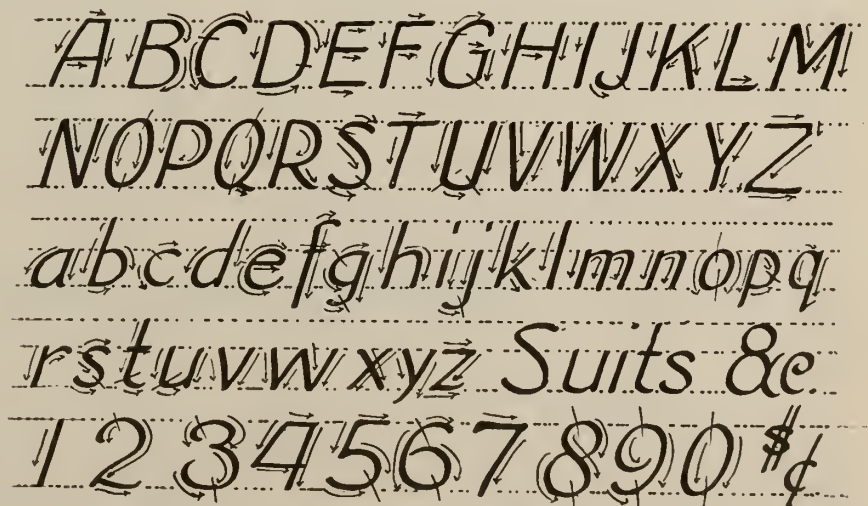 ABCDEFGHIJKLM
NOPQRSTUVWXYZ
abcdefghijklmnopq
rstuvwxyz Suits &c.
1234567890 $¢